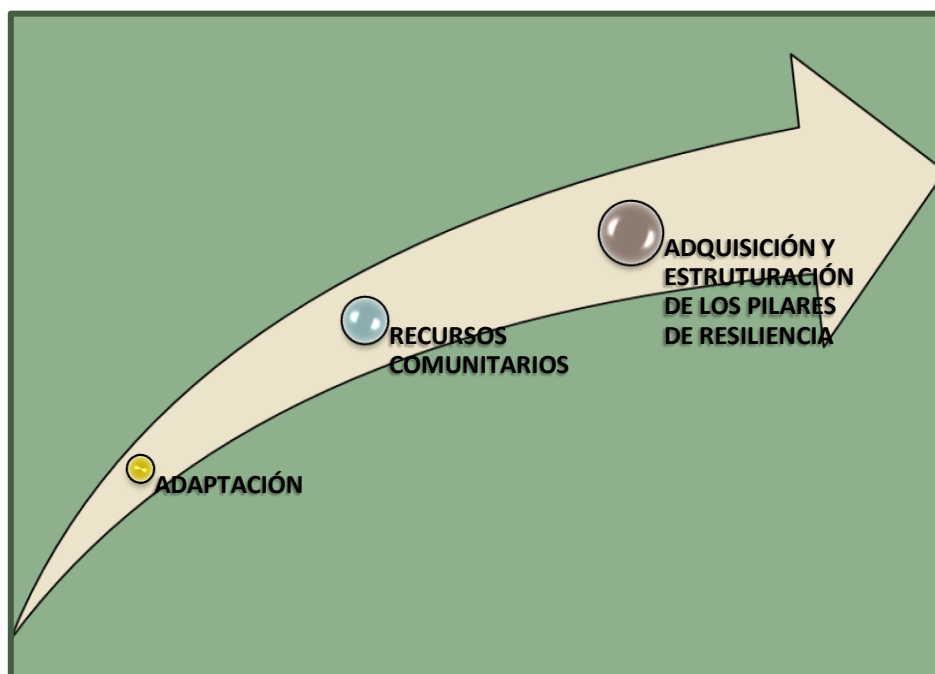 ADQUISICIÓN Y
ESTRUTURACIÓN
DE LOS PILARES
DE RESILIENCIA
RECURSOS
COMUNITARIOS
ADAPTACIÓN